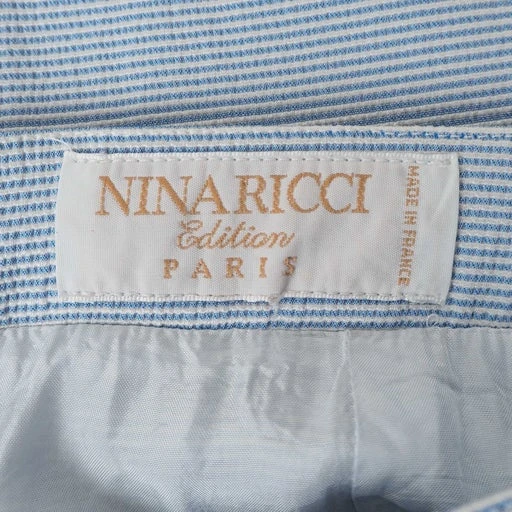 NINA RICCI
Edition
PARIS
MADE IN FRANCE